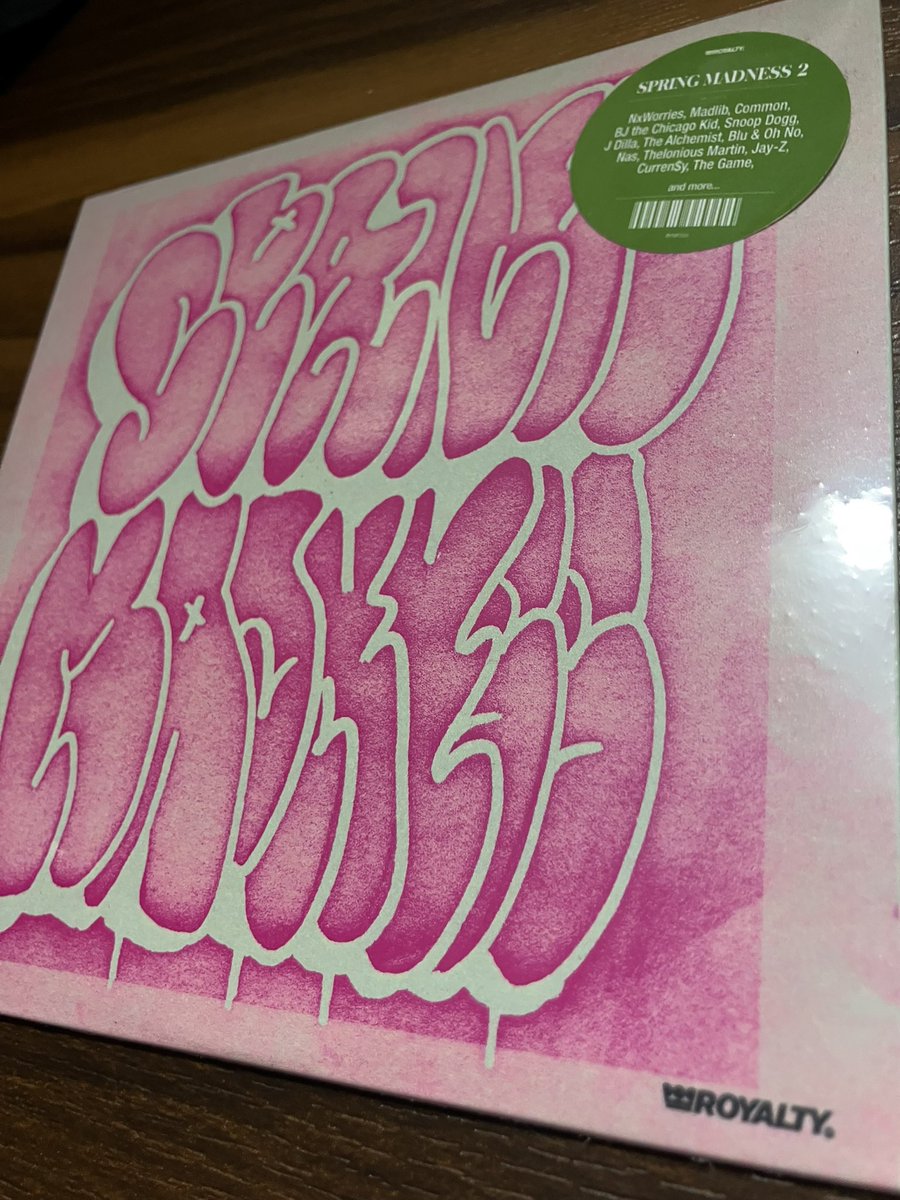 ROYALTY.
SPRING MADNESS 2
NxWorries, Madlib, Common,
BJ the Chicago Kid, Snoop Dogg,
J Dilla, The Alchemist, Blu & Oh No,
Nas, Thelonious Martin, Jay-Z,
Curren$y, The Game,
and more...
SPRING
MADNESS
ROYALTY.